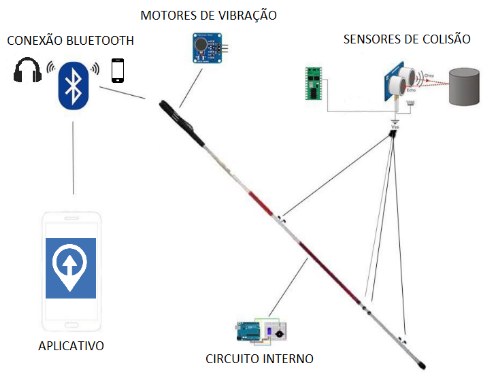 MOTORES DE VIBRAÇÃO
CONEXÃO BLUETOOTH
SENSORES DE COLISÃO
APLICATIVO
CIRCUITO INTERNO